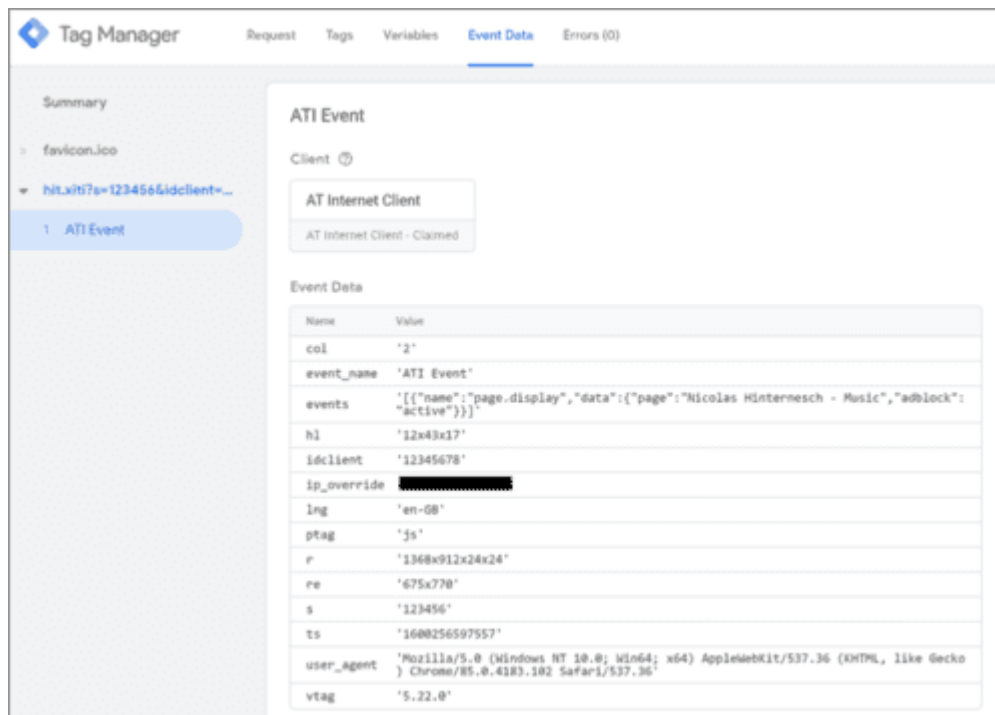 Tag Manager Request Tags Variables Event Data Errors (0)
Summary
favicon.ico
hit.xiti?s=123456&idclient=...
1 ATI Event
ATI Event
Client
AT Internet Client
AT Internet Client - Claimed
Event Data
Name Value
col '2'
event_name 'ATI Event'
events '[{"name":"page.display","data":{"page":"Nicolas Hinternesch - Music","adblock":
"active"}}]'
hl '12x43x17'
idclient '12345678'
ip_override
lng 'en-GB'
ptag 'js'
r '1368x912x24x24'
re '675x770'
s '123456'
ts '1600256597557'
user_agent 'Mozilla/5.0 (Windows NT 10.0; Win64; x64) AppleWebKit/537.36 (KHTML, like Gecko
) Chrome/85.0.4183.102 Safari/537.36'
vtag '5.22.0'